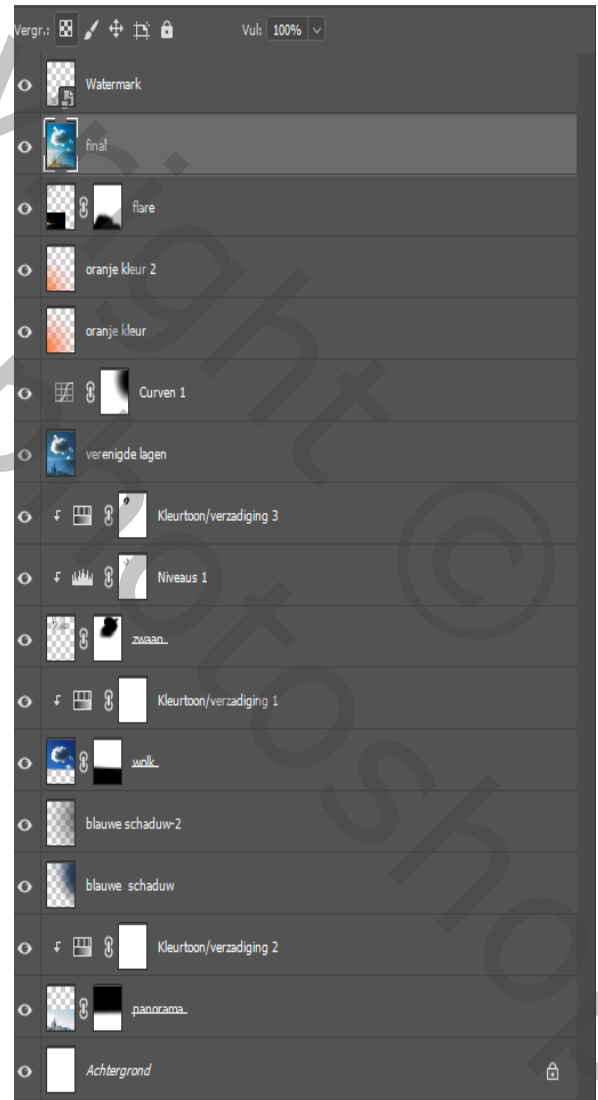 Vergr.: Vul: 100%
Watermark
final
flare
oranje kleur 2
oranje kleur
Curven 1
verenigde lagen
Kleurtoon/verzadiging 3
Niveaus 1
zwaan
Kleurtoon/verzadiging 1
wolk
blauwe schaduw-2
blauwe schaduw
Kleurtoon/verzadiging 2
panorama
Achtergrond